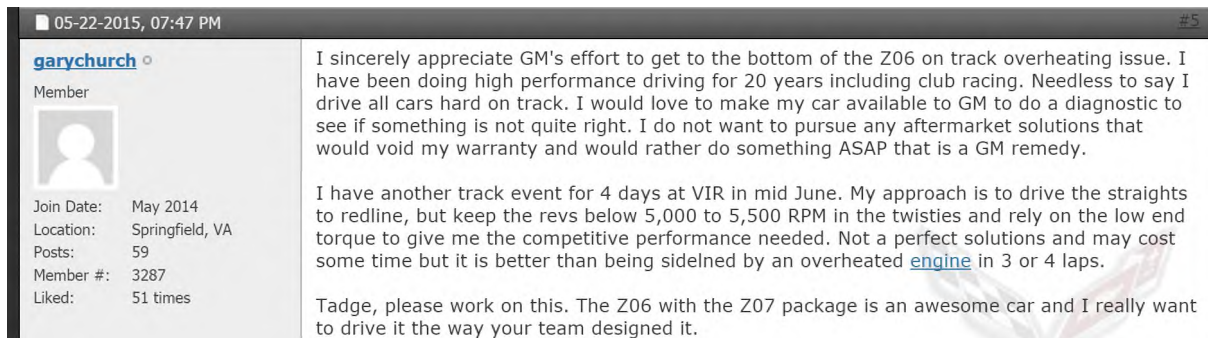 05-22-2015, 07:47 PM #5
garychurch
Member
Join Date: May 2014
Location: Springfield, VA
Posts: 59
Member #: 3287
Liked: 51 times
I sincerely appreciate GM's effort to get to the bottom of the Z06 on track overheating issue. I
have been doing high performance driving for 20 years including club racing. Needless to say I
drive all cars hard on track. I would love to make my car available to GM to do a diagnostic to
see if something is not quite right. I do not want to pursue any aftermarket solutions that
would void my warranty and would rather do something ASAP that is a GM remedy.
I have another track event for 4 days at VIR in mid June. My approach is to drive the straights
to redline, but keep the revs below 5,000 to 5,500 RPM in the twisties and rely on the low end
torque to give me the competitive performance needed. Not a perfect solutions and may cost
some time but it is better than being sidelned by an overheated engine in 3 or 4 laps.
Tadge, please work on this. The Z06 with the Z07 package is an awesome car and I really want
to drive it the way your team designed it.